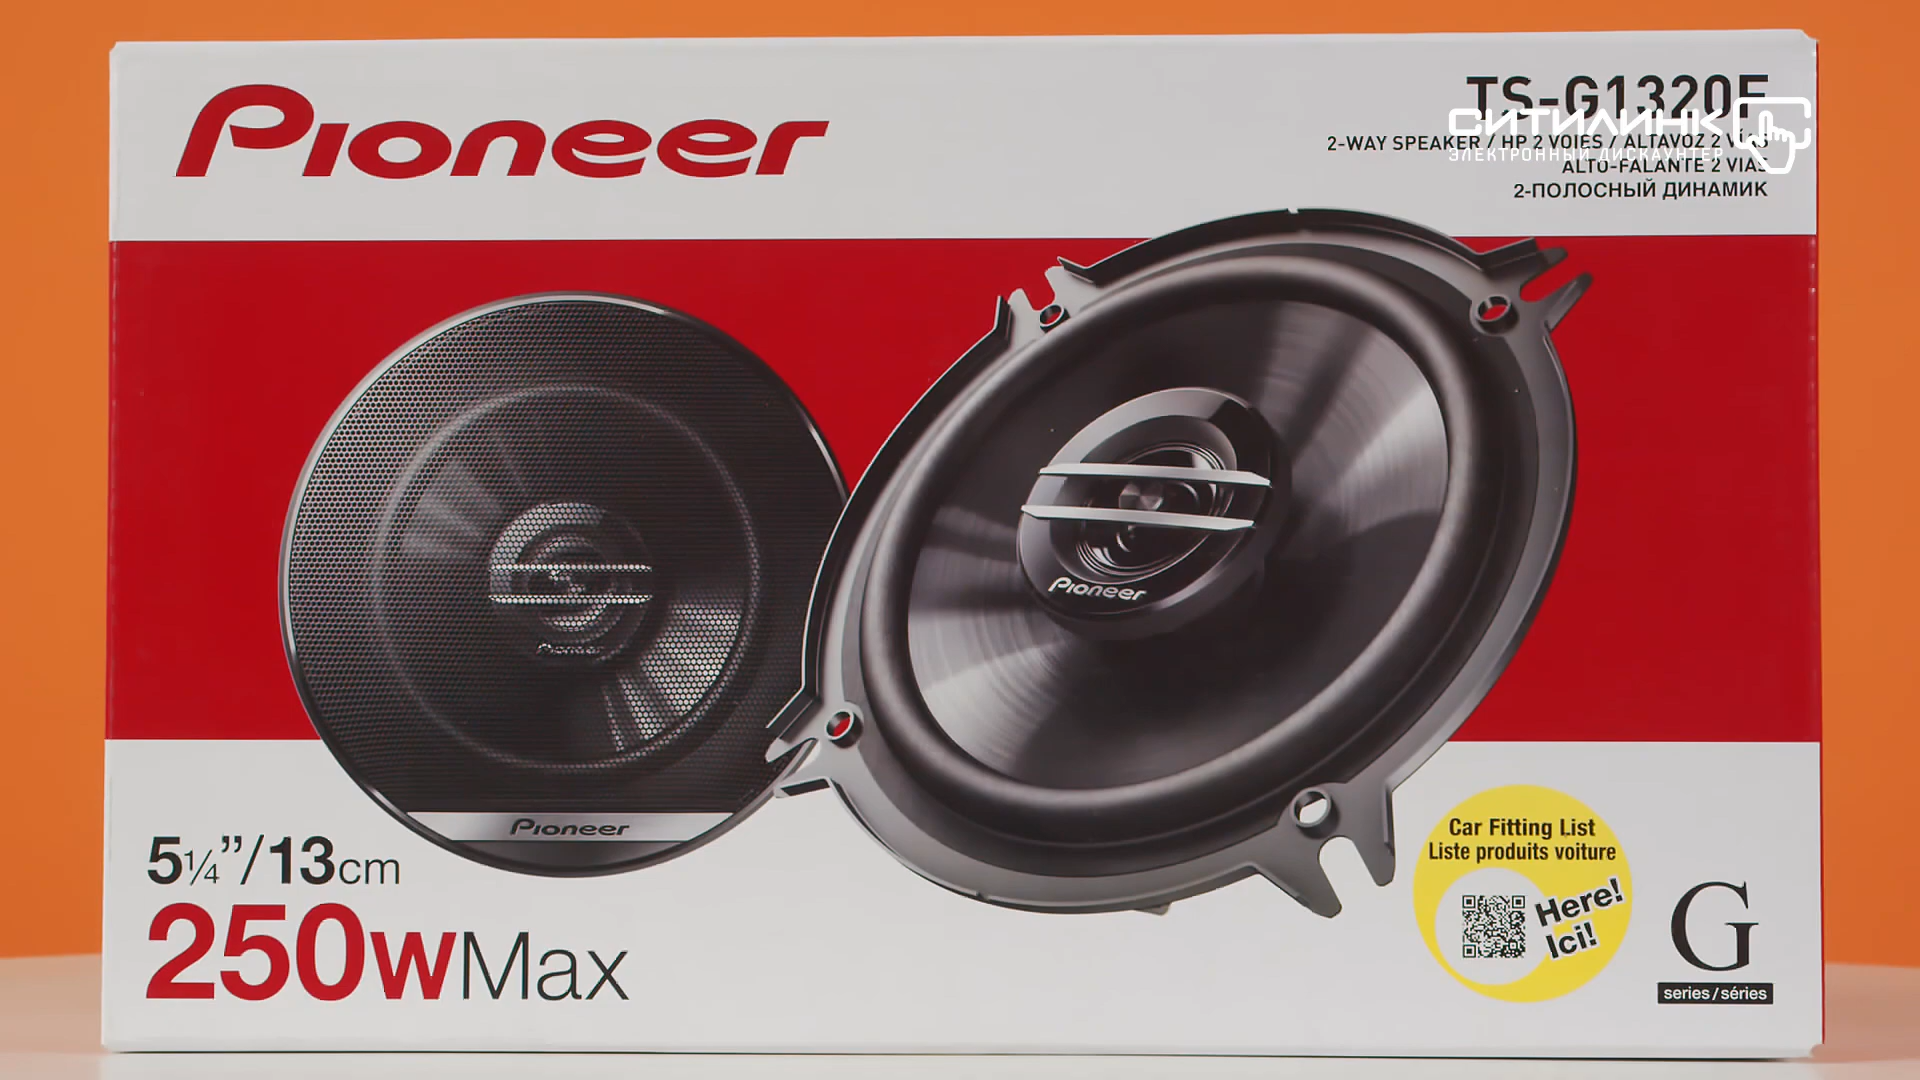 Pioneer
TS-G1320F
СИТИЛИНК
ЭЛЕКТРОННЫЙ ДИСКАУНТЕР
2-WAY SPEAKER / HP 2 VOIES / ALTAVOZ 2 VÍAS
ALTO-FALANTE 2 VIAS
2-ПОЛОСНЫЙ ДИНАМИК
Pioneer
Pioneer
Pioneer
5¼”/13cm
250wMax
Car Fitting List
Liste produits voiture
Here!
Ici!
G
series/séries